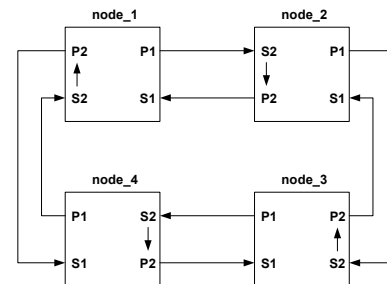 node_1 node_2
P2 P1 S2 P1
S2 S1 P2 S1
node_4 node_3
P1 S2 P1 P2
S1 P2 S1 S2